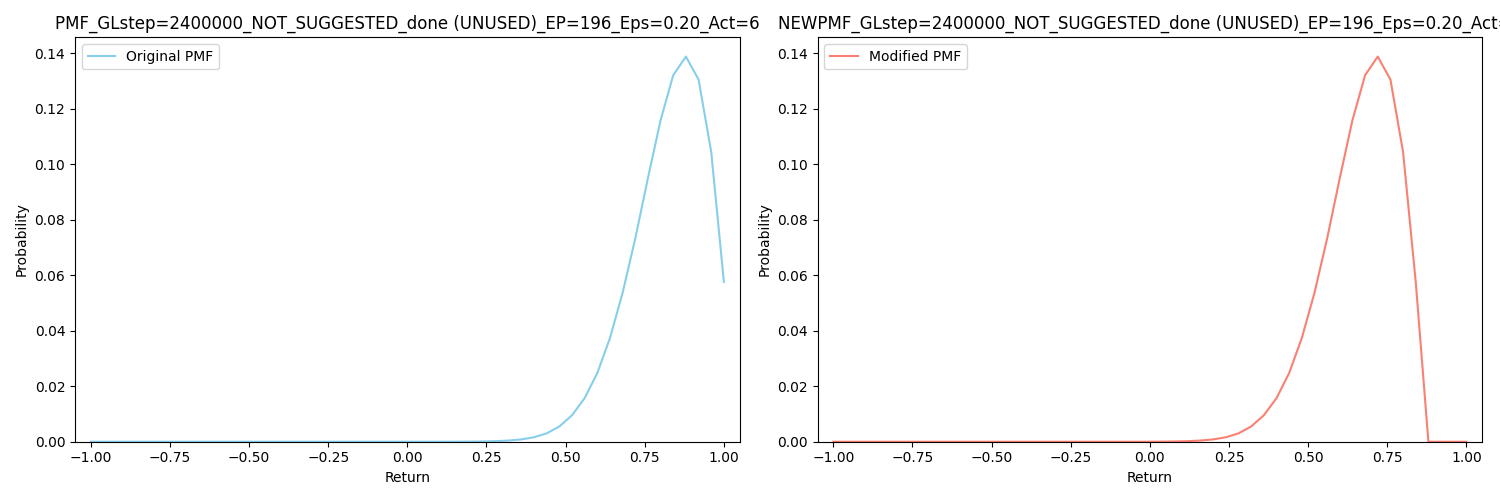 PMF_GLstep=2400000_NOT_SUGGESTED_done (UNUSED)_EP=196_Eps=0.20_Act=6
Original PMF
Probability
0.14
0.12
0.10
0.08
0.06
0.04
0.02
0.00
−1.00 −0.75 −0.50 −0.25 0.00 0.25 0.50 0.75 1.00
Return
NEWPMF_GLstep=2400000_NOT_SUGGESTED_done (UNUSED)_EP=196_Eps=0.20_Act=
Modified PMF
Probability
0.14
0.12
0.10
0.08
0.06
0.04
0.02
0.00
−1.00 −0.75 −0.50 −0.25 0.00 0.25 0.50 0.75 1.00
Return